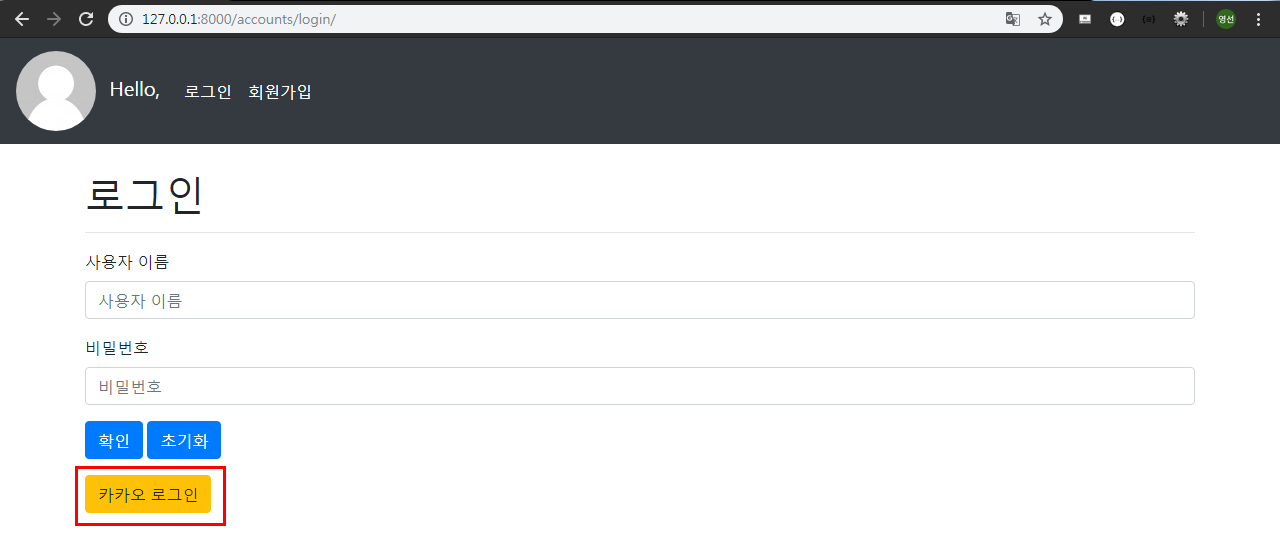 127.0.0.1:8000/accounts/login/
영선
Hello, 로그인 회원가입
로그인
사용자 이름
사용자 이름
비밀번호
비밀번호
확인 초기화
카카오 로그인